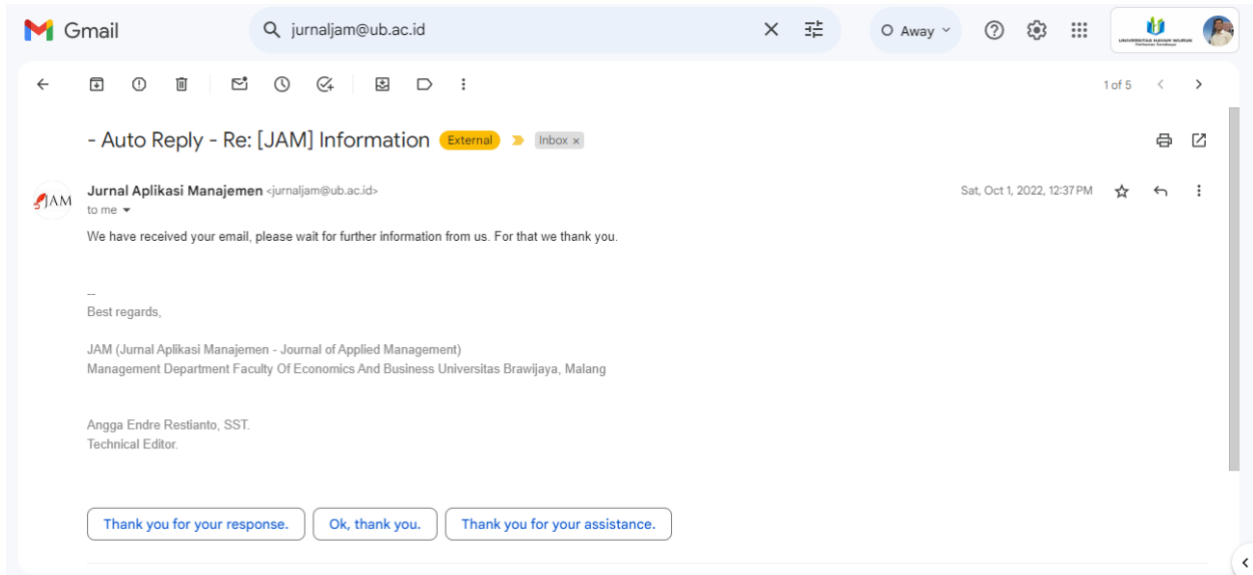 Gmail
jurnaljam@ub.ac.id
Away
UNIVERSITAS HAYAM WURUK
1 of 5
- Auto Reply - Re: [JAM] Information External Inbox x
JAM
Jurnal Aplikasi Manajemen <jurnaljam@ub.ac.id>
Sat, Oct 1, 2022, 12:37 PM
to me
We have received your email, please wait for further information from us. For that we thank you.
--
Best regards,
JAM (Jurnal Aplikasi Manajemen - Journal of Applied Management)
Management Department Faculty Of Economics And Business Universitas Brawijaya, Malang
Angga Endre Restianto, SST.
Technical Editor.
Thank you for your response.
Ok, thank you.
Thank you for your assistance.